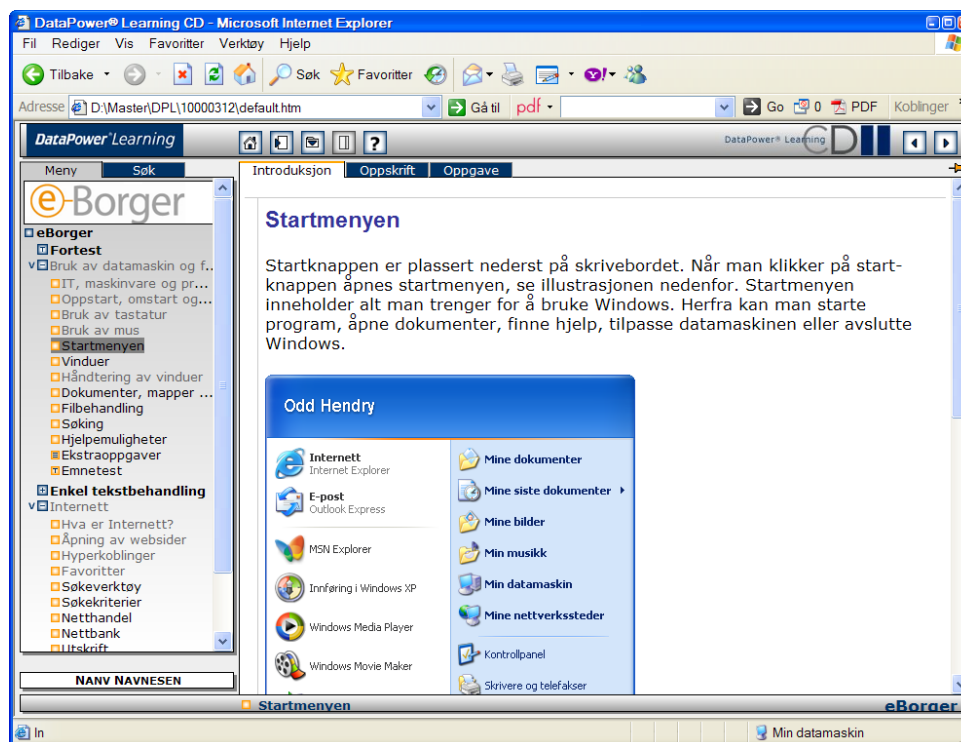 DataPower® Learning CD - Microsoft Internet Explorer
Fil Rediger Vis Favoritter Verktøy Hjelp
Tilbake Søk Favoritter
Adresse D:\Master\DPL\10000312\default.htm Gå til pdf Go 0 PDF Koblinger
DataPower® Learning ? DataPower® Learning CD
Meny Søk Introduksjon Oppskrift Oppgave
e-Borger
eBorger
Fortest
Bruk av datamaskin og f..
IT, maskinvare og pr...
Oppstart, omstart og...
Bruk av tastatur
Bruk av mus
Startmenyen
Vinduer
Håndtering av vinduer
Dokumenter, mapper ...
Filbehandling
Søking
Hjelpemuligheter
Ekstraoppgaver
Emnetest
Enkel tekstbehandling
Internett
Hva er Internett?
Åpning av websider
Hyperkoblinger
Favoritter
Søkeverktøy
Søkekriterier
Netthandel
Nettbank
Utskrift
NANV NAVNESEN
Startmenyen
Startknappen er plassert nederst på skrivebordet. Når man klikker på start-
knappen åpnes startmenyen, se illustrasjonen nedenfor. Startmenyen
inneholder alt man trenger for å bruke Windows. Herfra kan man starte
program, åpne dokumenter, finne hjelp, tilpasse datamaskinen eller avslutte
Windows.
Odd Hendry
Internett
Internet Explorer
E-post
Outlook Express
MSN Explorer
Innføring i Windows XP
Windows Media Player
Windows Movie Maker
Mine dokumenter
Mine siste dokumenter
Mine bilder
Min musikk
Min datamaskin
Mine nettverkssteder
Kontrollpanel
Skrivere og telefakser
Startmenyen eBorger
In Min datamaskin